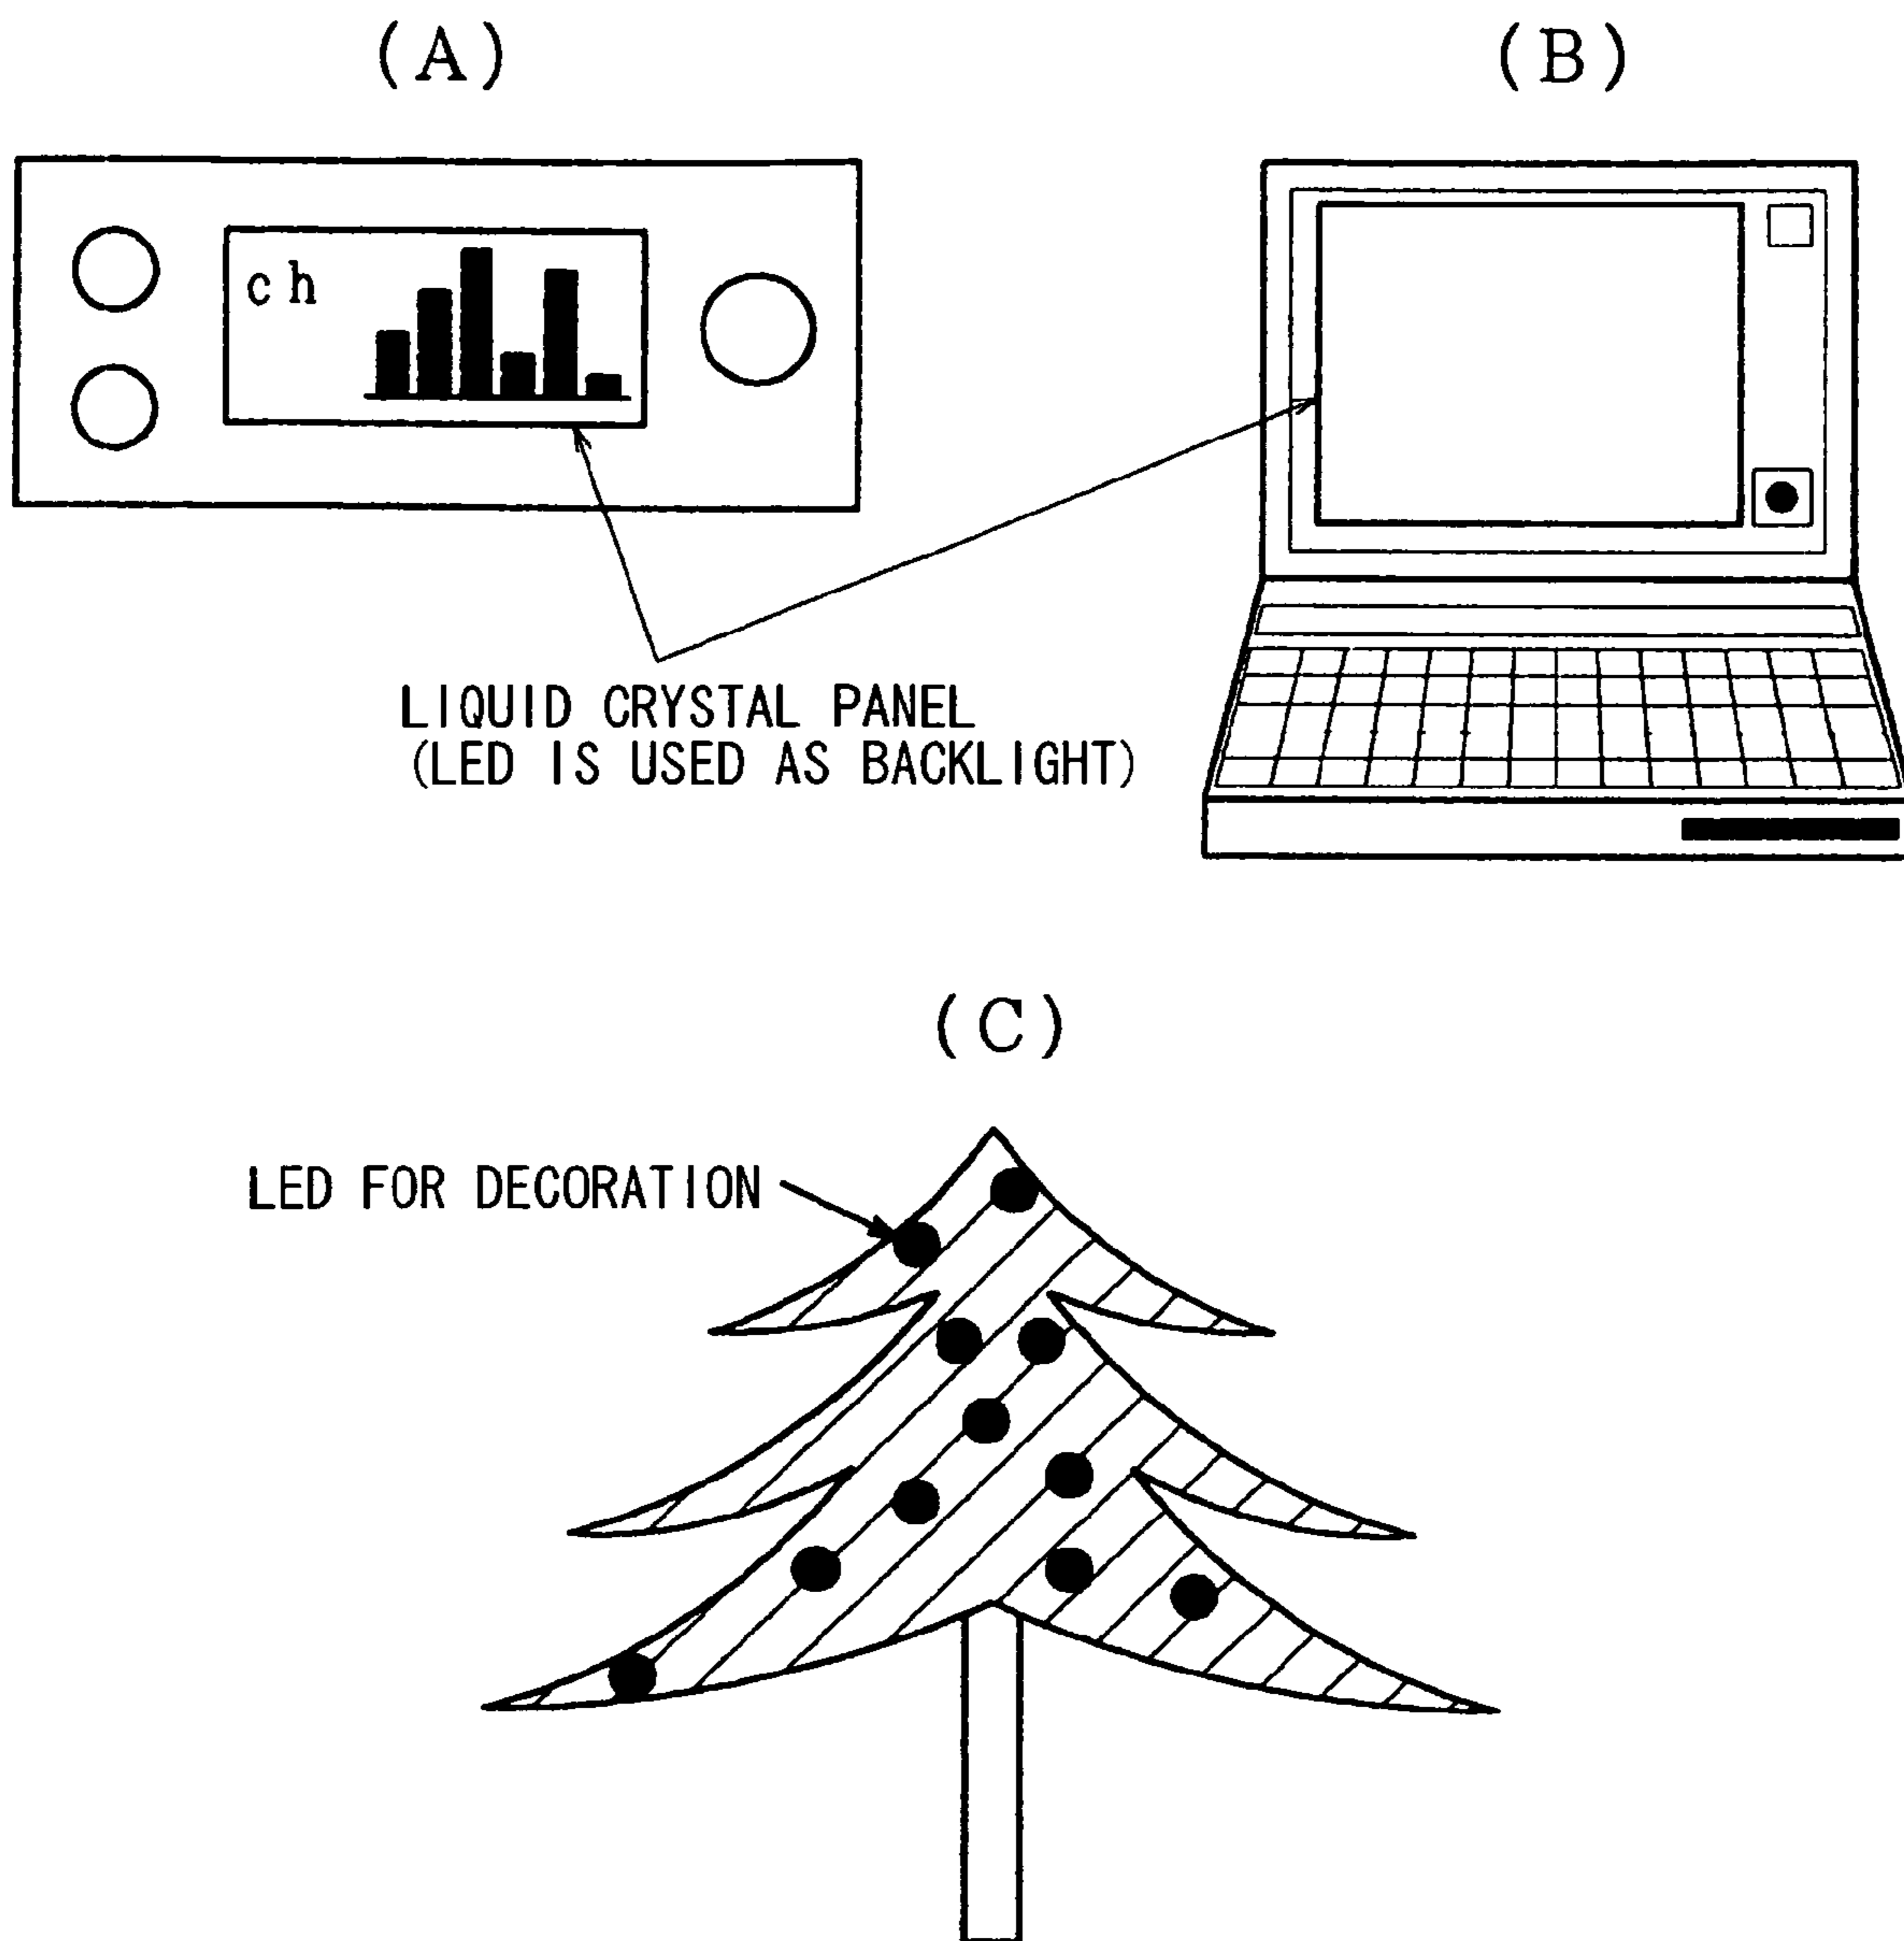 (A)
(B)
ch
LIQUID CRYSTAL PANEL
(LED IS USED AS BACKLIGHT)
(C)
LED FOR DECORATION